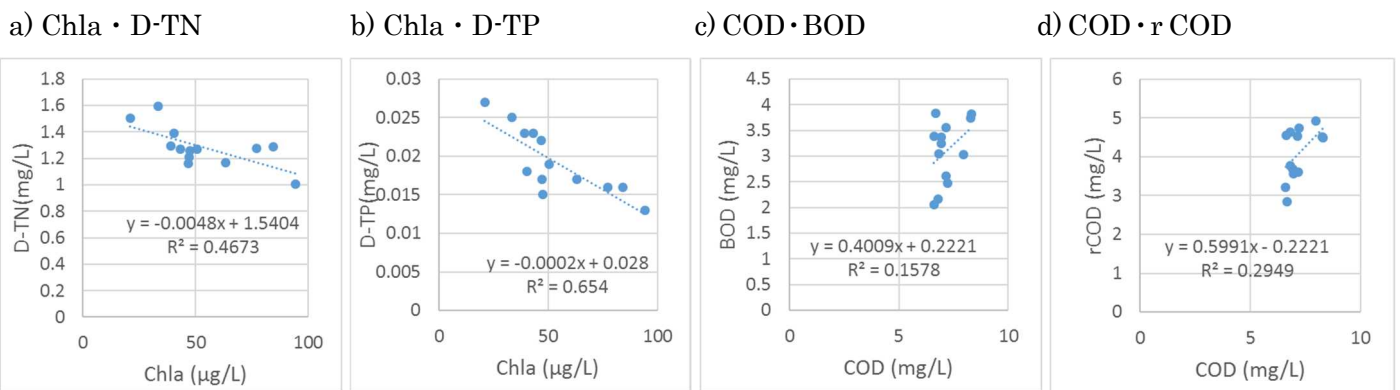 a) Chla・D-TN
1.8
1.6
1.4
1.2
1
0.8
0.6
0.4
0.2
0
D-TN(mg/L)
y = -0.0048x + 1.5404
R² = 0.4673
0 50 100
Chla (µg/L)
b) Chla・D-TP
0.03
0.025
0.02
0.015
0.01
0.005
0
D-TP(mg/L)
y = -0.0002x + 0.028
R² = 0.654
0 50 100
Chla (µg/L)
c) COD・BOD
4.5
4
3.5
3
2.5
2
1.5
1
0.5
0
BOD (mg/L)
y = 0.4009x + 0.2221
R² = 0.1578
0 5 10
COD (mg/L)
d) COD・r COD
6
5
4
3
2
1
0
rCOD (mg/L)
y = 0.5991x - 0.2221
R² = 0.2949
0 5 10
COD (mg/L)